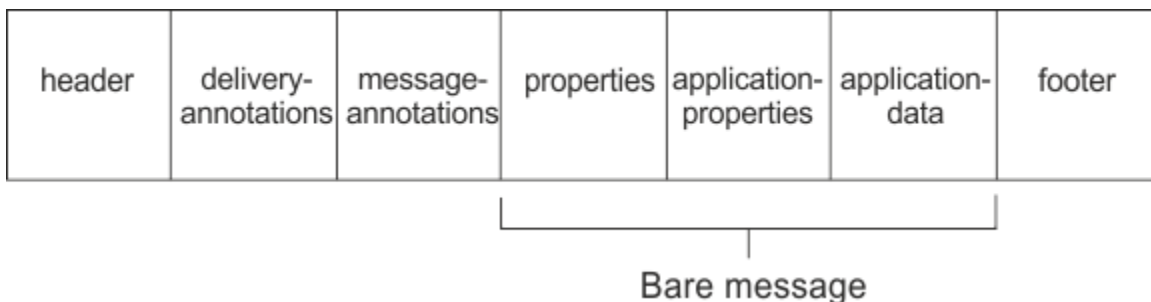 header
delivery-
annotations
message-
annotations
properties
application-
properties
application-
data
footer
Bare message